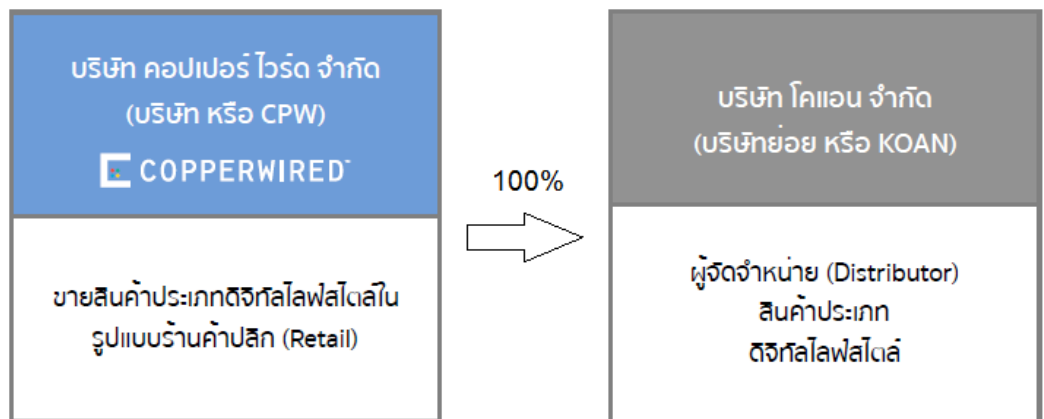 บริษัท คอปเปอร์ ไวร์ด จำกัด
(บริษัท หรือ CPW)
COPPERWIRED
ขายสินค้าประเภทดิจิทัลไลฟ์สไตล์ใน
รูปแบบร้านค้าปลีก (Retail)
100%
บริษัท โคแอน จำกัด
(บริษัทย่อย หรือ KOAN)
ผู้จัดจำหน่าย (Distributor)
สินค้าประเภท
ดิจิทัลไลฟ์สไตล์